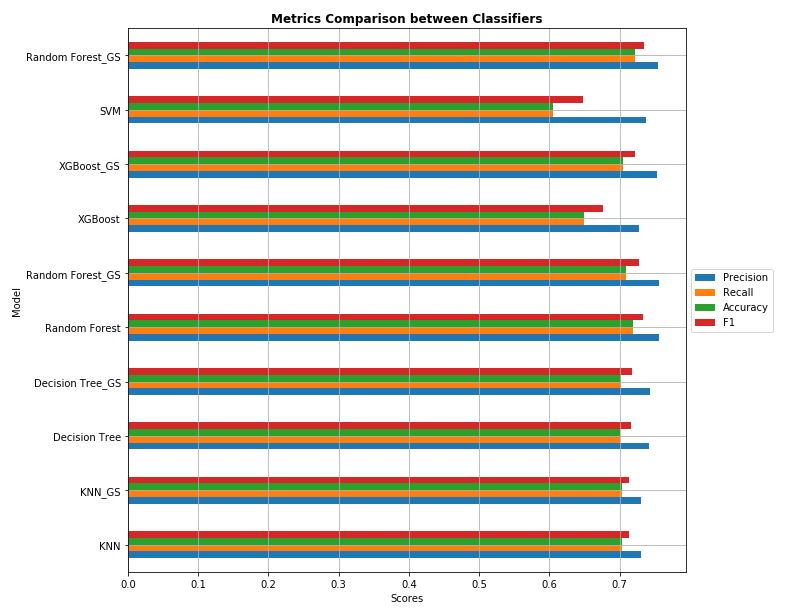 Metrics Comparison between Classifiers
Random Forest_GS
SVM
XGBoost_GS
XGBoost
Random Forest_GS
Random Forest
Decision Tree_GS
Decision Tree
KNN_GS
KNN
Model
0.0 0.1 0.2 0.3 0.4 0.5 0.6 0.7
Scores
Precision
Recall
Accuracy
F1